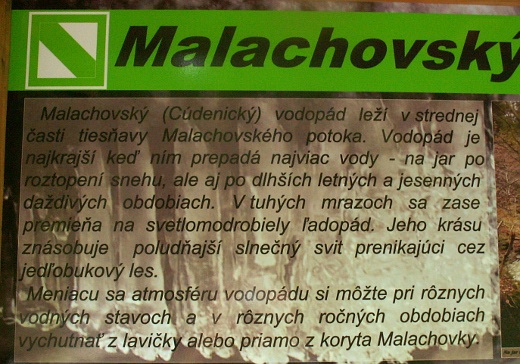 Malachovský
Malachovský (Cúdenický) vodopád leží v strednej
časti tiesňavy Malachovského potoka. Vodopád je
najkrajší keď ním prepadá najviac vody - na jar po
roztopení snehu, ale aj po dlhších letných a jesenných
daždivých obdobiach. V tuhých mrazoch sa zase
premieňa na svetlomodrobiely ľadopád. Jeho krásu
znásobuje poludňajší slnečný svit prenikajúci cez
jedľobukový les.
Meniacu sa atmosféru vodopádu si môžte pri rôznych
vodných stavoch a v rôznych ročných obdobiach
vychutnať z lavičky alebo priamo z koryta Malachovky.